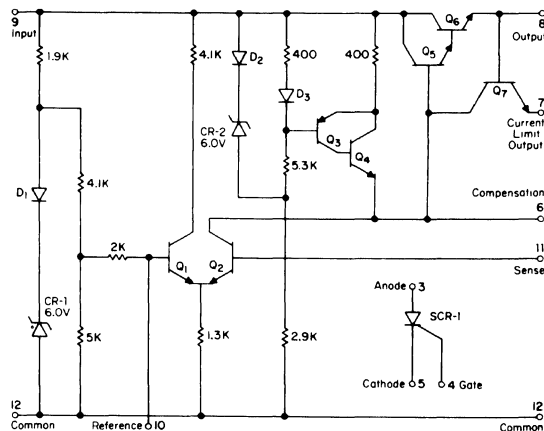 9
Input
1.9K
4.1K
D2
400
400
Q6
8
Output
Q5
D3
Q7
7
Current
Limit
Output
CR-2
6.0V
Q3
Q4
5.3K
D1
4.1K
Compensation
6
2K
Q1
Q2
11
Sense
Anode
3
SCR-1
CR-1
6.0V
5K
1.3K
2.9K
Cathode
5
4 Gate
12
Common
Reference
10
12
Common